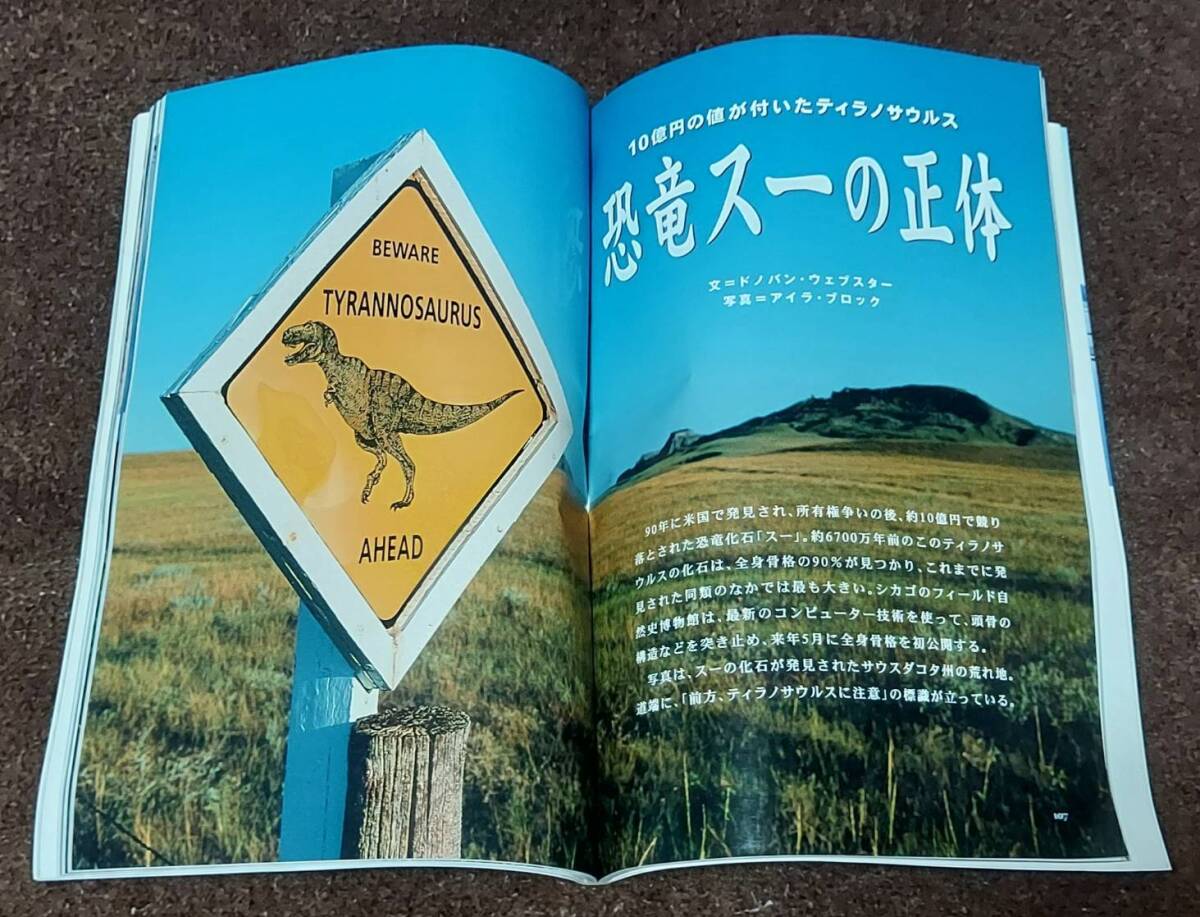 BEWARE
TYRANNOSAURUS
AHEAD
10億円の値が付いたティラノサウルス
恐竜スーの正体
文=ドノバン・ウェブスター
写真=アイラ・ブロック
90年に米国で発見され、所有権争いの後、約10億円で競り
落とされた恐竜化石「スー」。約6700万年前のこのティラノサ
ウルスの化石は、全身骨格の90%が見つかり、これまでに発
見された同類のなかでは最も大きい。シカゴのフィールド自
然史博物館は、最新のコンピューター技術を使って、頭骨の
構造などを突き止め、来年5月に全身骨格を初公開する。
写真は、スーの化石が発見されたサウスダコタ州の荒れ地。
道端に、「前方、ティラノサウルスに注意」の標識が立っている。
107